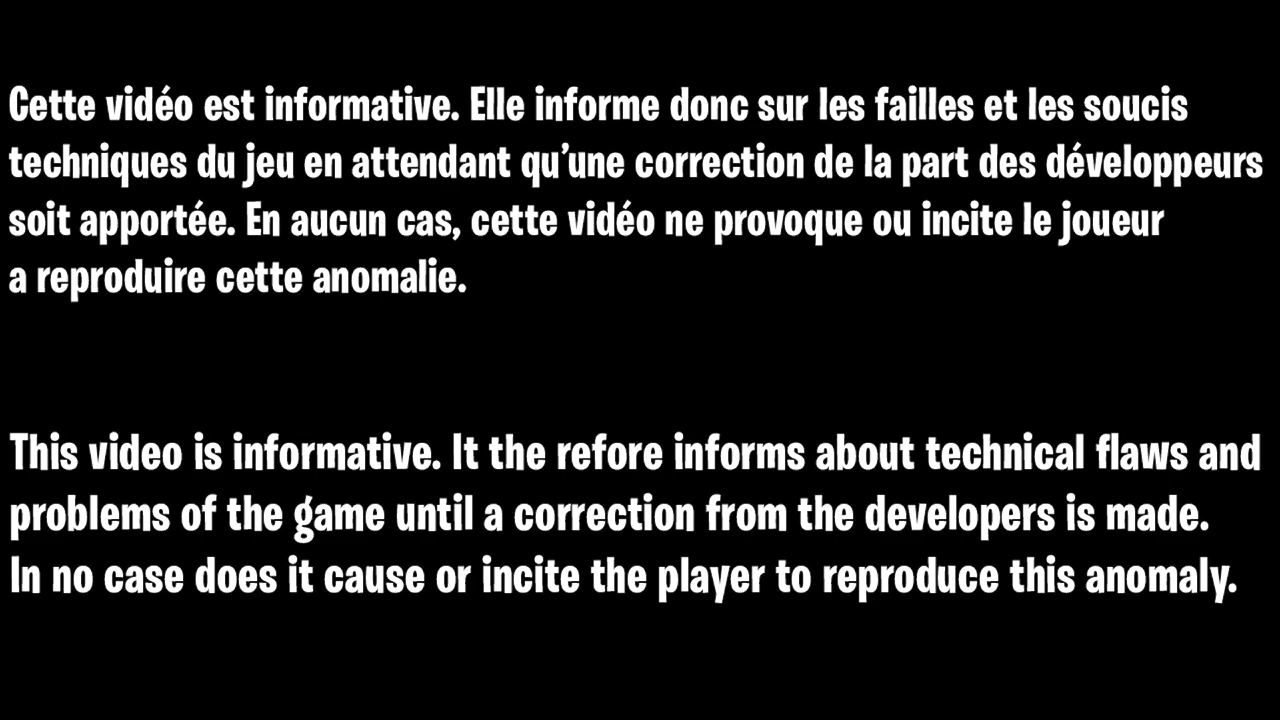 Cette vidéo est informative. Elle informe donc sur les failles et les soucis
techniques du jeu en attendant qu’une correction de la part des développeurs
soit apportée. En aucun cas, cette vidéo ne provoque ou incite le joueur
a reproduire cette anomalie.
This video is informative. It the refore informs about technical flaws and
problems of the game until a correction from the developers is made.
In no case does it cause or incite the player to reproduce this anomaly.